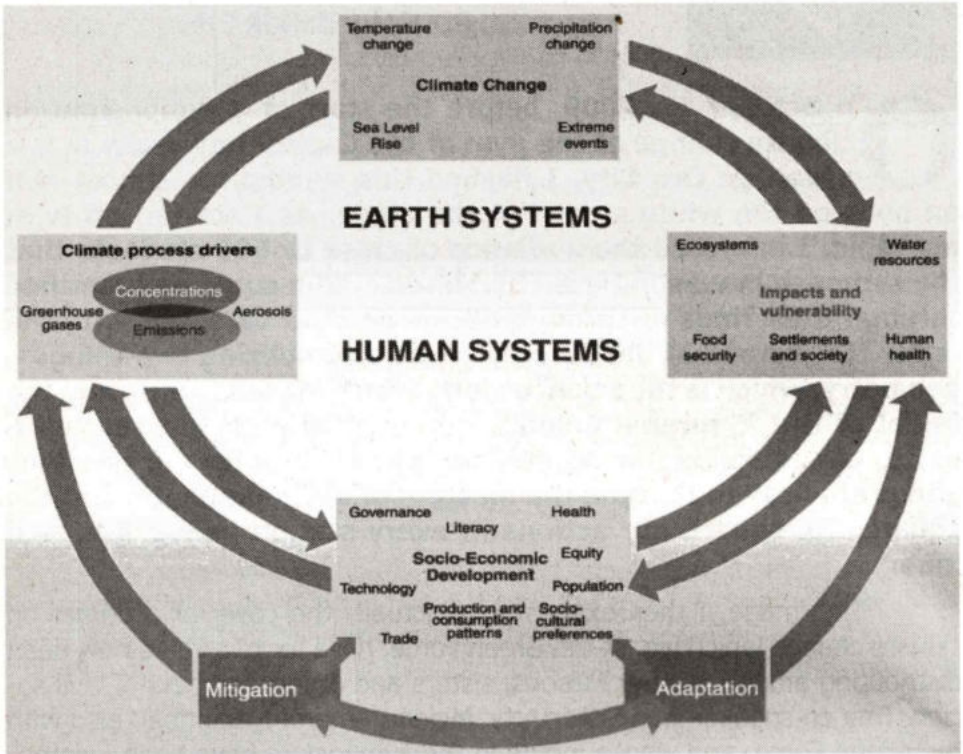 Temperature
change
Precipitation
change
Climate Change
Sea Level
Rise
Extreme
events
EARTH SYSTEMS
Climate process drivers
Concentrations
Greenhouse
gases
Aerosols
Emissions
Ecosystems
Water
resources
Impacts and
vulnerability
Food
security
Settlements
and society
Human
health
HUMAN SYSTEMS
Governance
Literacy
Health
Socio-Economic
Development
Equity
Technology
Population
Production and
consumption
patterns
Socio-
cultural
preferences
Trade
Mitigation
Adaptation